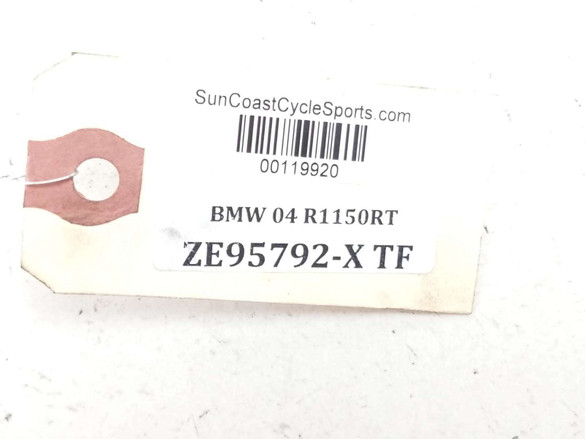 SunCoastCycleSports.com
00119920
BMW 04 R1150RT
ZE95792-X TF